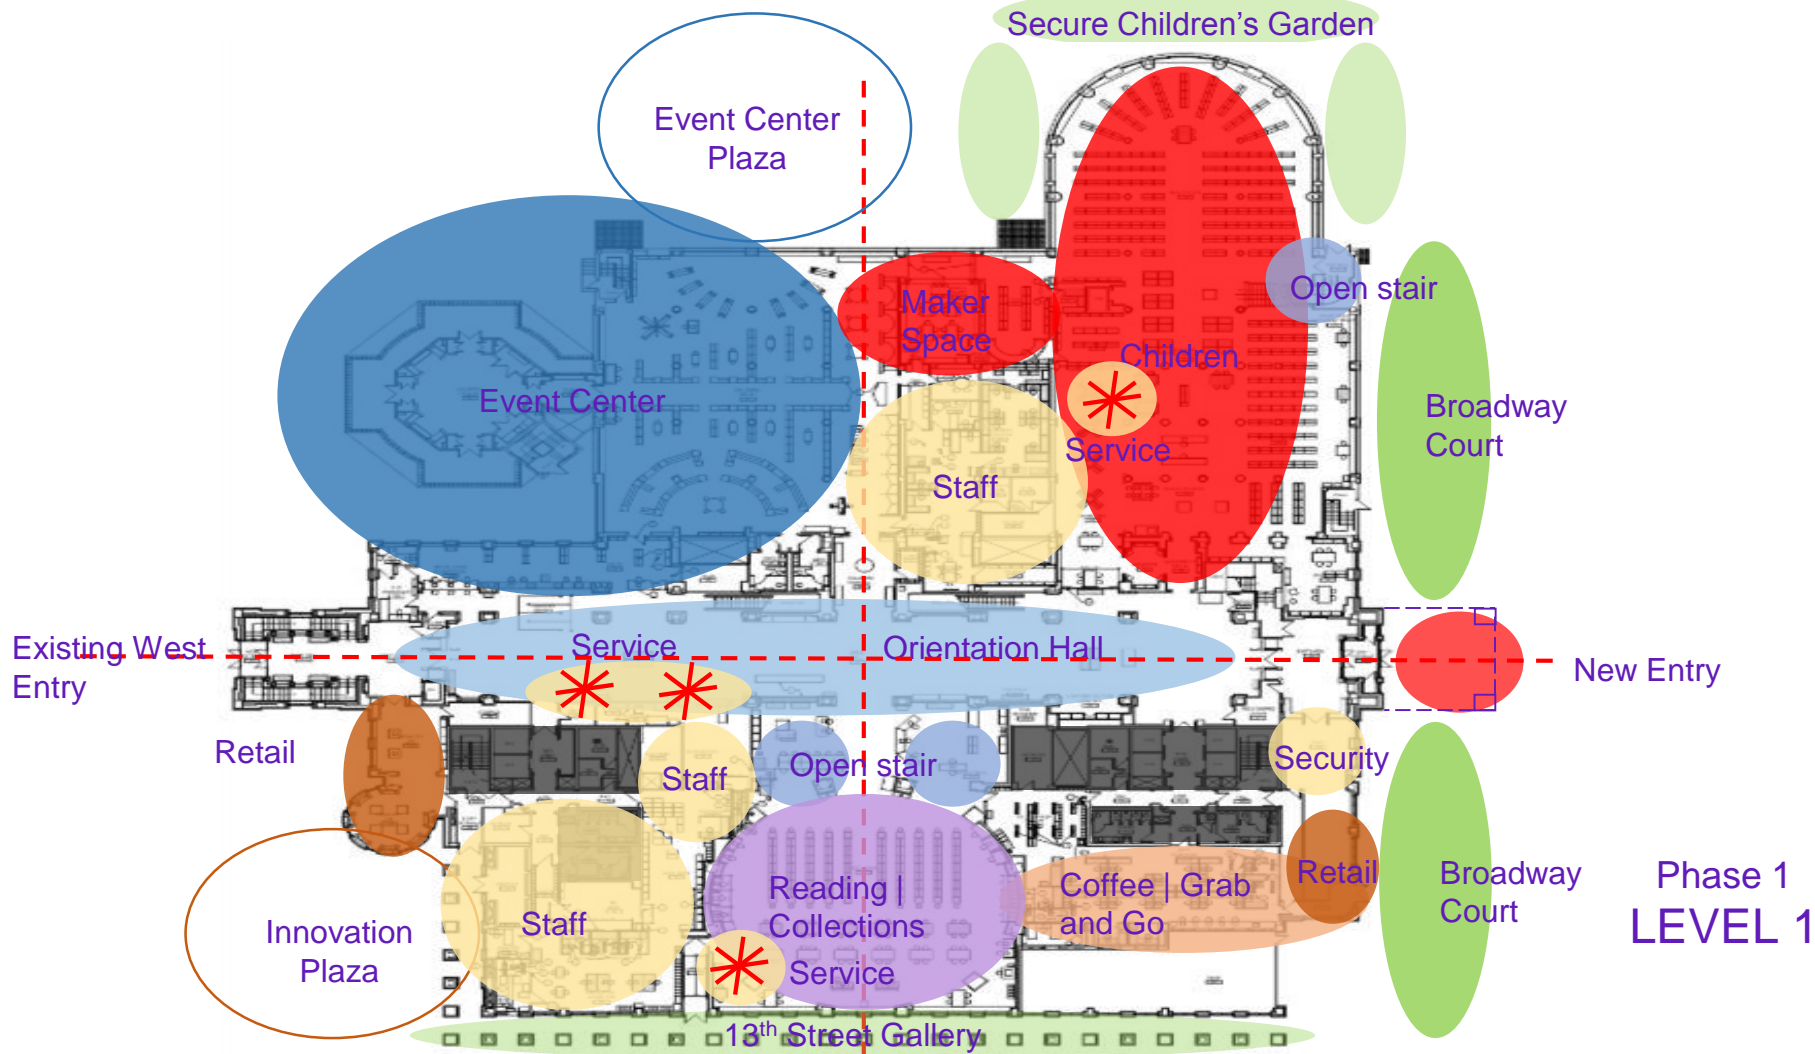 Secure Children's Garden
Event Center
Plaza
Open stair
Maker
Space
Children
Event Center
Broadway
Court
Service
Staff
Existing West
Entry
Service
Orientation Hall
New Entry
Retail
Staff
Open stair
Security
Innovation
Plaza
Staff
Reading |
Collections
Service
Coffee | Grab
and Go
Retail
Broadway
Court
Phase 1
LEVEL 1
13th Street Gallery